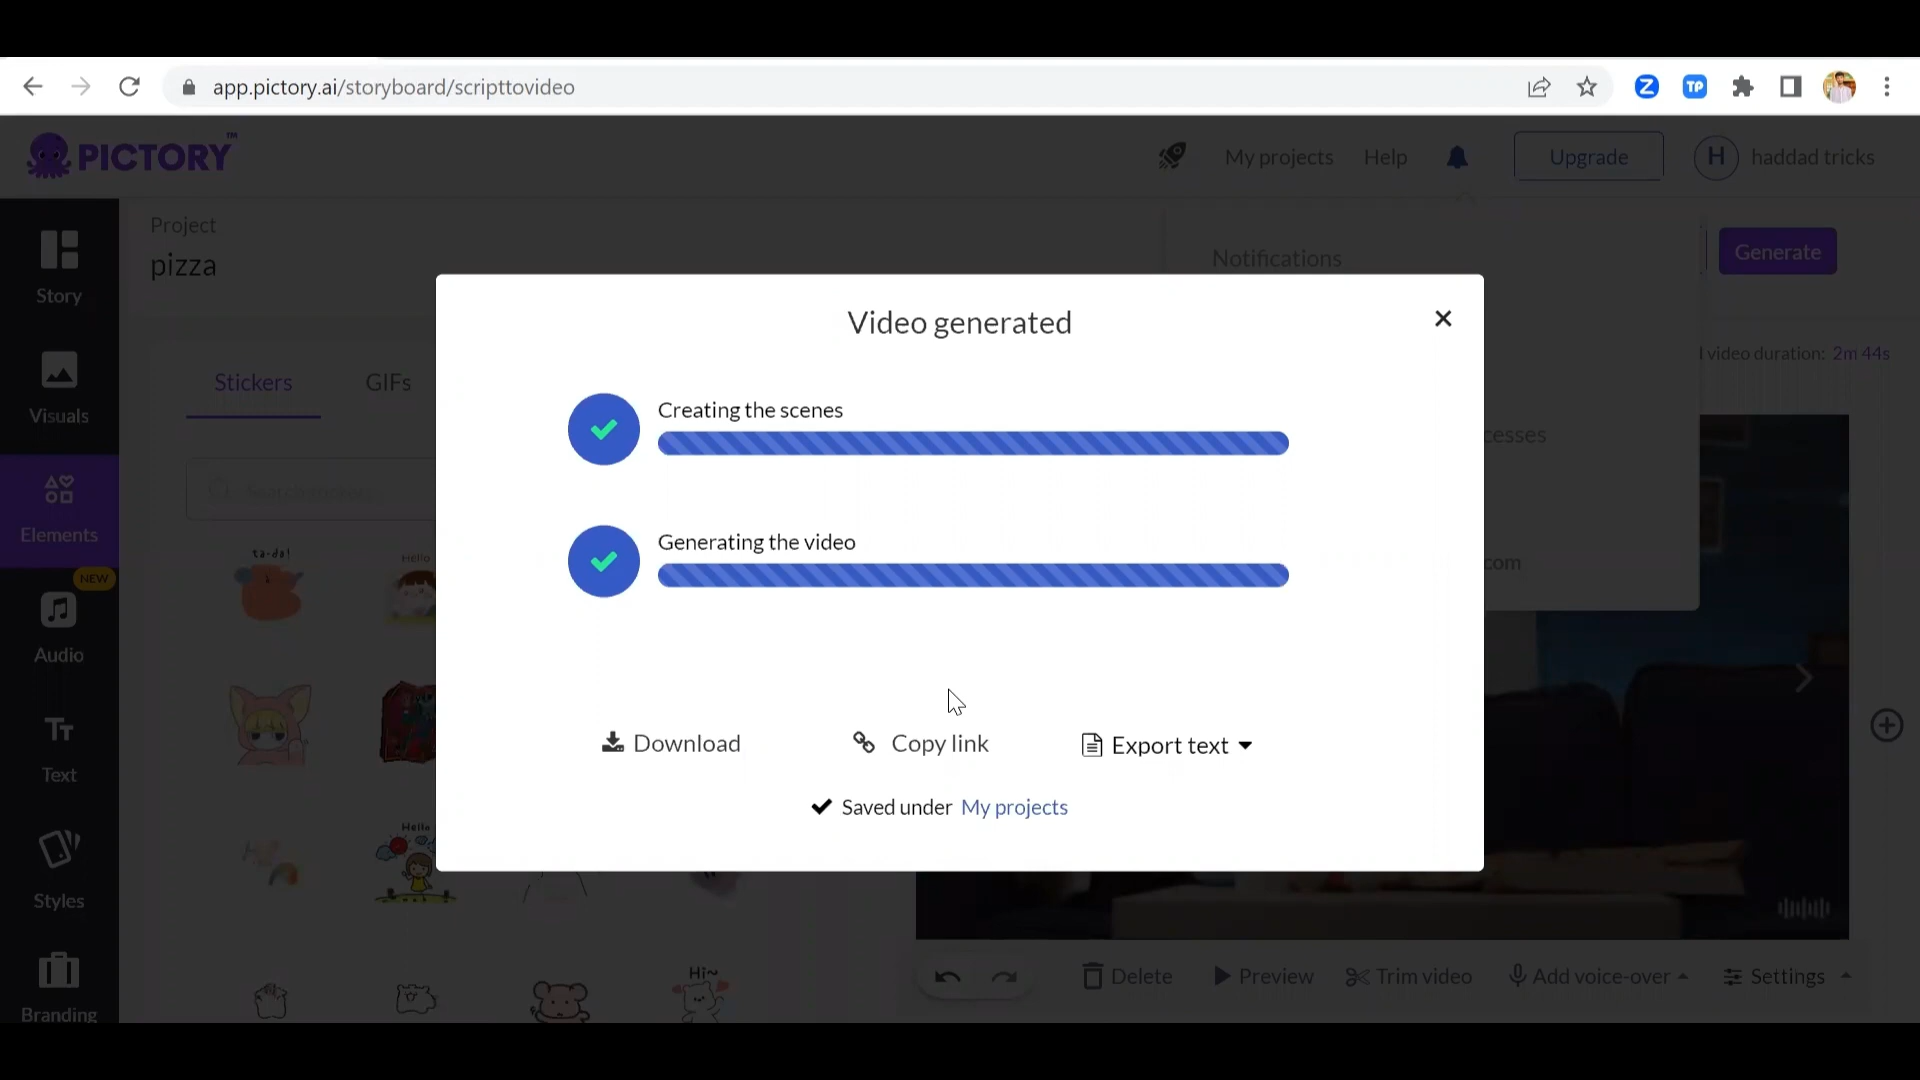 app.pictory.ai/storyboard/scripttovideo
PICTORY™
My projects
Help
Upgrade
H
haddad tricks
Project
pizza
Notifications
Generate
Story
Video generated
video duration: 2m 44s
Stickers
GIFs
Visuals
Creating the scenes
Search stickers
Elements
Generating the video
ta-da!
Hello
NEW
.com
Audio
Download
Copy link
Export text
Text
Saved under My projects
Hello
Styles
Hi~
Delete
Preview
Trim video
Add voice-over
Settings
Branding